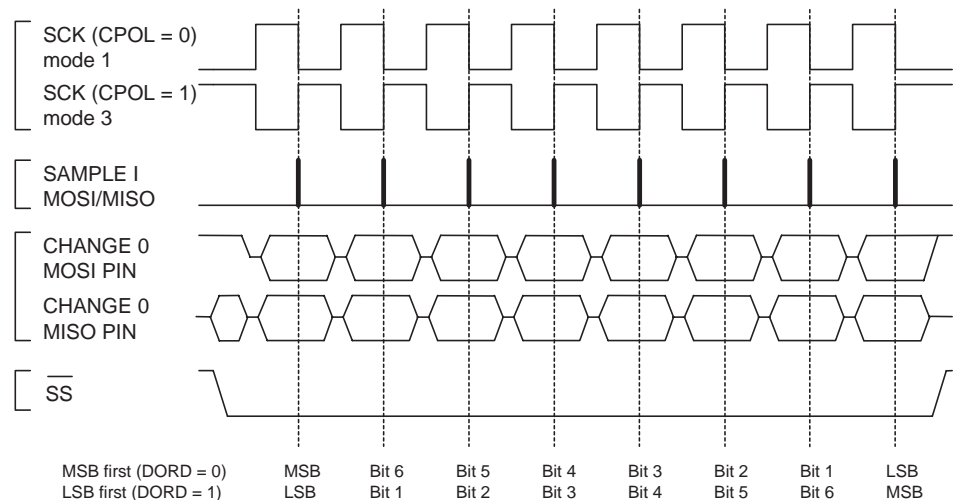 SCK (CPOL = 0)
mode 1
SCK (CPOL = 1)
mode 3
SAMPLE I
MOSI/MISO
CHANGE 0
MOSI PIN
CHANGE 0
MISO PIN
SS
MSB first (DORD = 0) MSB Bit 6 Bit 5 Bit 4 Bit 3 Bit 2 Bit 1 LSB
LSB first (DORD = 1) LSB Bit 1 Bit 2 Bit 3 Bit 4 Bit 5 Bit 6 MSB